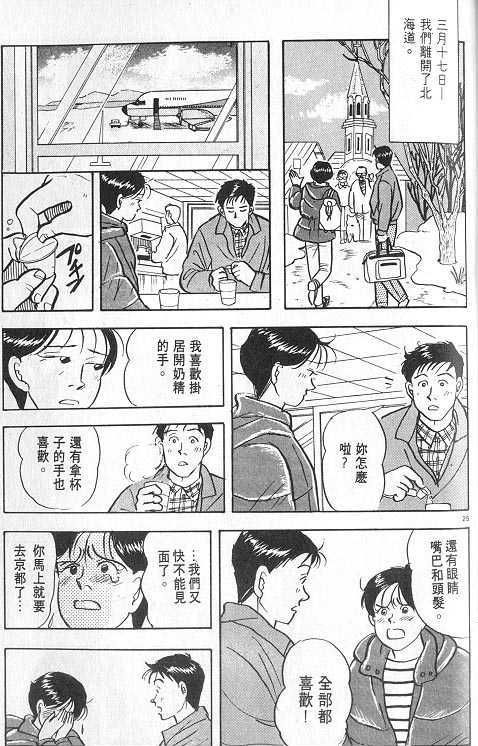 三月十七日—
我們離開了北
海道。
プチ
妳怎麼
啦？
我喜歡掛
居開奶精
的手。
還有拿杯
子的手也
喜歡。
25
還有眼睛
嘴巴和頭髮。
全部都
喜歡！
…我們又
快不能見
面了。
你馬上就要
去京都了…